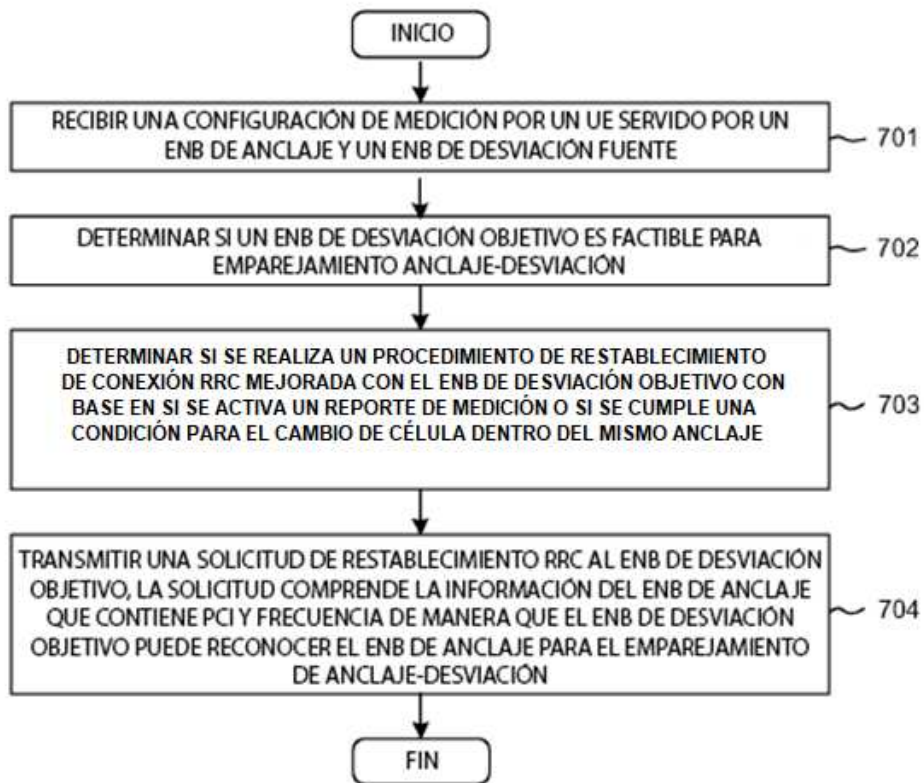 INICIO
RECIBIR UNA CONFIGURACIÓN DE MEDICIÓN POR UN UE SERVIDO POR UN
ENB DE ANCLAJE Y UN ENB DE DESVIACIÓN FUENTE
701
DETERMINAR SI UN ENB DE DESVIACIÓN OBJETIVO ES FACTIBLE PARA
EMPAREJAMIENTO ANCLAJE-DESVIACIÓN
702
DETERMINAR SI SE REALIZA UN PROCEDIMIENTO DE RESTABLECIMIENTO
DE CONEXIÓN RRC MEJORADA CON EL ENB DE DESVIACIÓN OBJETIVO CON
BASE EN SI SE ACTIVA UN REPORTE DE MEDICIÓN O SI SE CUMPLE UNA
CONDICIÓN PARA EL CAMBIO DE CÉLULA DENTRO DEL MISMO ANCLAJE
703
TRANSMITIR UNA SOLICITUD DE RESTABLECIMIENTO RRC AL ENB DE DESVIACIÓN
OBJETIVO, LA SOLICITUD COMPRENDE LA INFORMACIÓN DEL ENB DE ANCLAJE
QUE CONTIENE PCI Y FRECUENCIA DE MANERA QUE EL ENB DE DESVIACIÓN
OBJETIVO PUEDE RECONOCER EL ENB DE ANCLAJE PARA EL EMPAREJAMIENTO
DE ANCLAJE-DESVIACIÓN
704
FIN